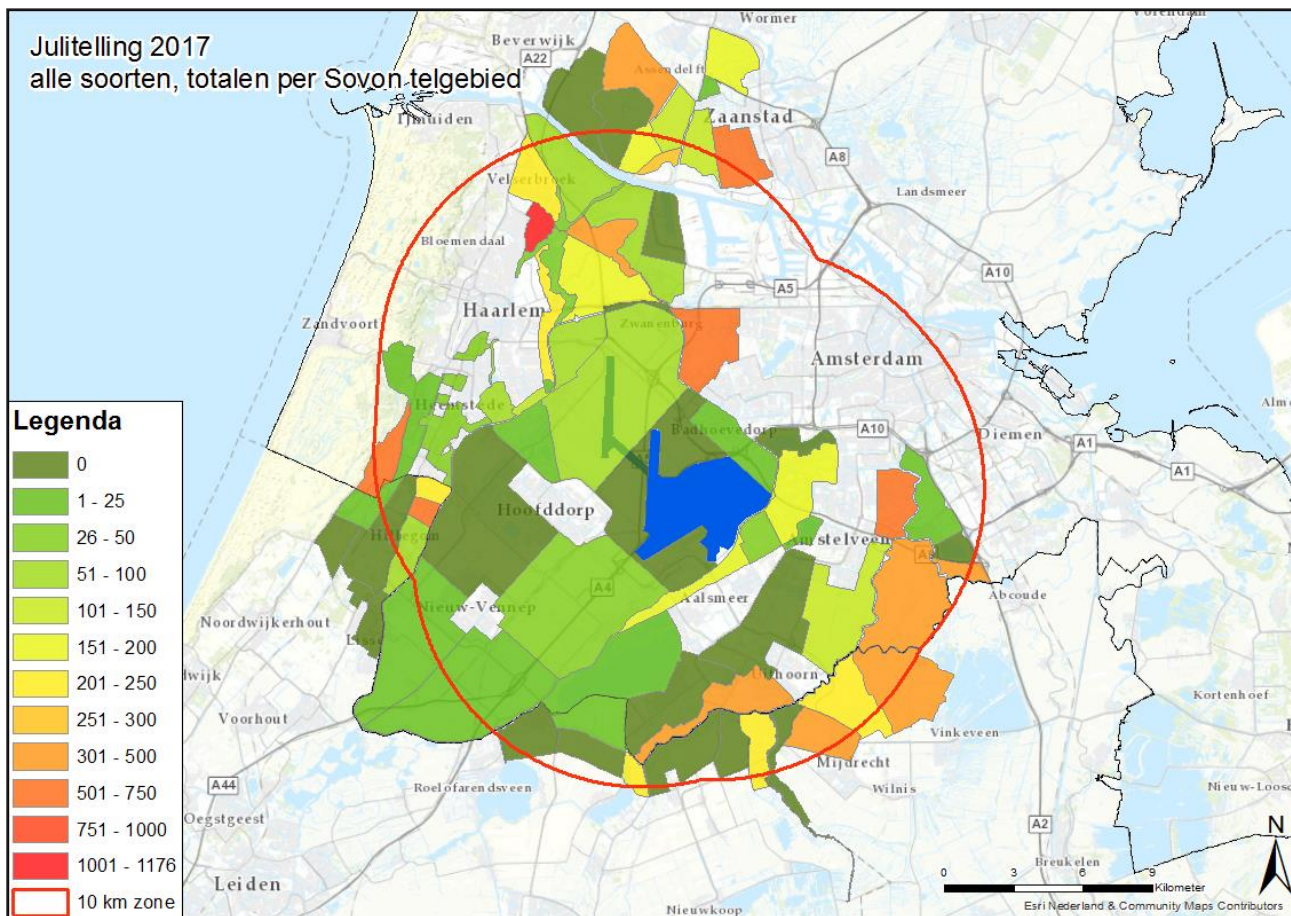 Julitelling 2017
alle soorten, totalen per Sovon telgebied
Wormer
Beverwijk
A22
Assendelft
IJmuiden
Zaanstad
A8
Velserbroek
Landsmeer
Bloemendaal
A10
A5
Haarlem
Zandvoort
Zwanenburg
Amsterdam
Heemstede
Badhoevedorp
A10
Diemen
A1
A1
Hoofddorp
Hillegom
Amstelveen
A9
A4
Aalsmeer
Abcoude
Nieuw-Vennep
Noordwijkerhout
Lisse
Uithoorn
Kortenhoef
Voorhout
Vinkeveen
Mijdrecht
A44
Roelofarendsveen
Wilnis
Oegstgeest
A2
Breukelen
Leiden
Nieuwkoop
Legenda
0
1 - 25
26 - 50
51 - 100
101 - 150
151 - 200
201 - 250
251 - 300
301 - 500
501 - 750
751 - 1000
1001 - 1176
10 km zone
N
0 3 6 9
Kilometer
Esri Nederland & Community Maps Contributors